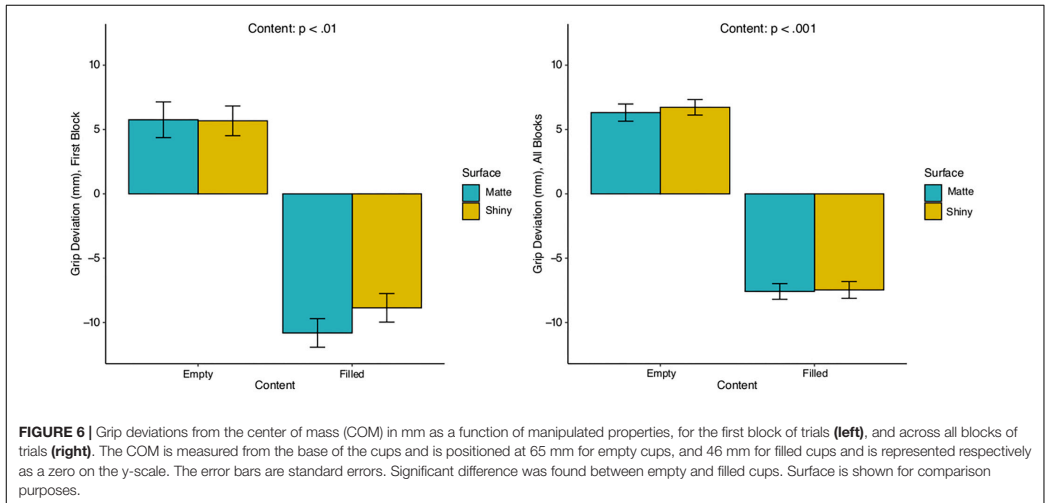 Content: p < .01
10
5
0
−5
−10
Grip Deviation (mm), First Block
Empty
Filled
Content
Surface
Matte
Shiny
Content: p < .001
10
5
0
−5
−10
Grip Deviation (mm), All Blocks
Empty
Filled
Content
Surface
Matte
Shiny
FIGURE 6 | Grip deviations from the center of mass (COM) in mm as a function of manipulated properties, for the first block of trials (left), and across all blocks of
trials (right). The COM is measured from the base of the cups and is positioned at 65 mm for empty cups, and 46 mm for filled cups and is represented respectively
as a zero on the y-scale. The error bars are standard errors. Significant difference was found between empty and filled cups. Surface is shown for comparison
purposes.